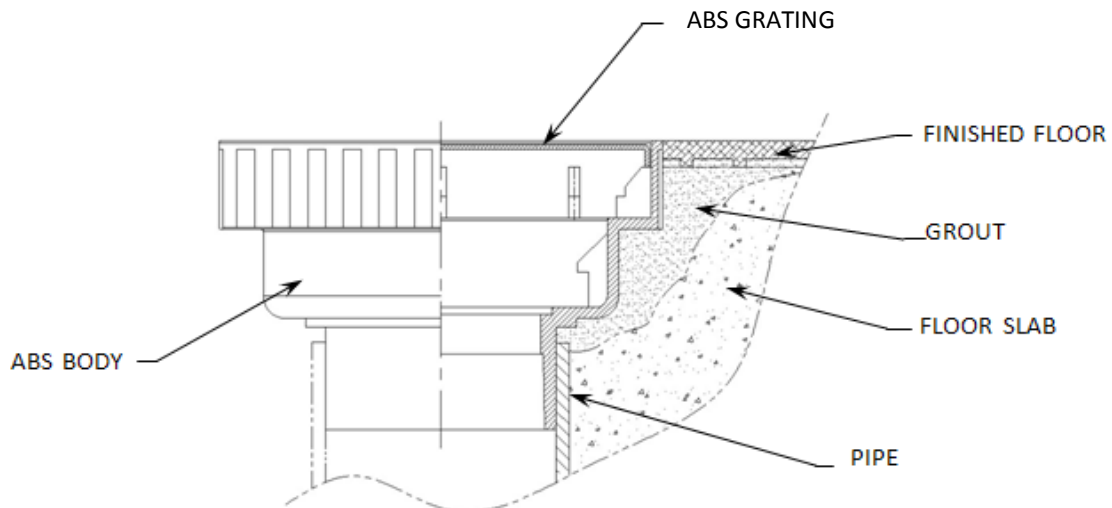 ABS GRATING
FINISHED FLOOR
GROUT
FLOOR SLAB
ABS BODY
PIPE